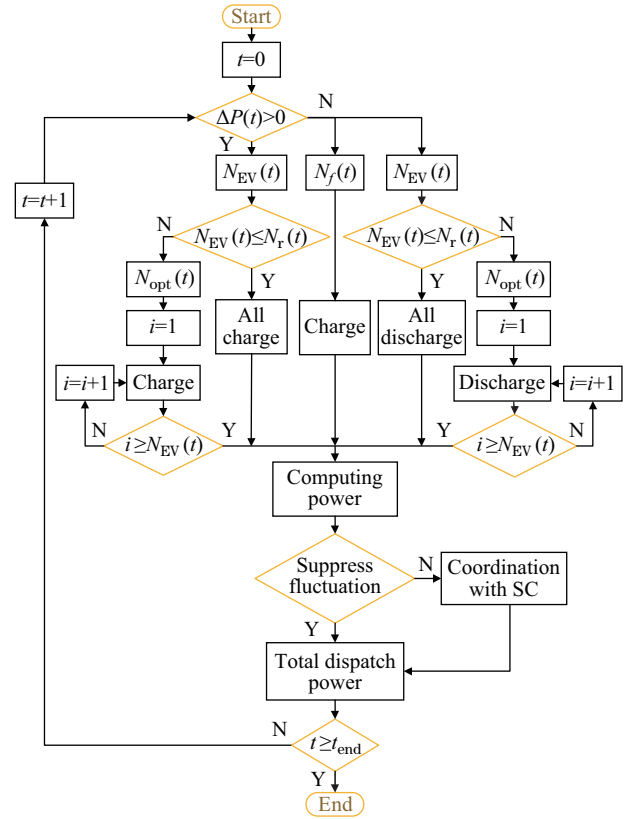 Start
t=0
ΔP(t)>0
N
Y
N_EV(t)
N_f(t)
N_EV(t)
t=t+1
N
N_EV(t)≤N_r(t)
N_EV(t)≤N_r(t)
N
N_opt(t)
Y
Y
N_opt(t)
i=1
All
charge
Charge
All
discharge
i=1
i=i+1
Charge
Discharge
i=i+1
N
i≥N_EV(t)
Y
Y
i≥N_EV(t)
N
Computing
power
Suppress
fluctuation
N
Coordination
with SC
Y
Total dispatch
power
N
t≥t_end
Y
End